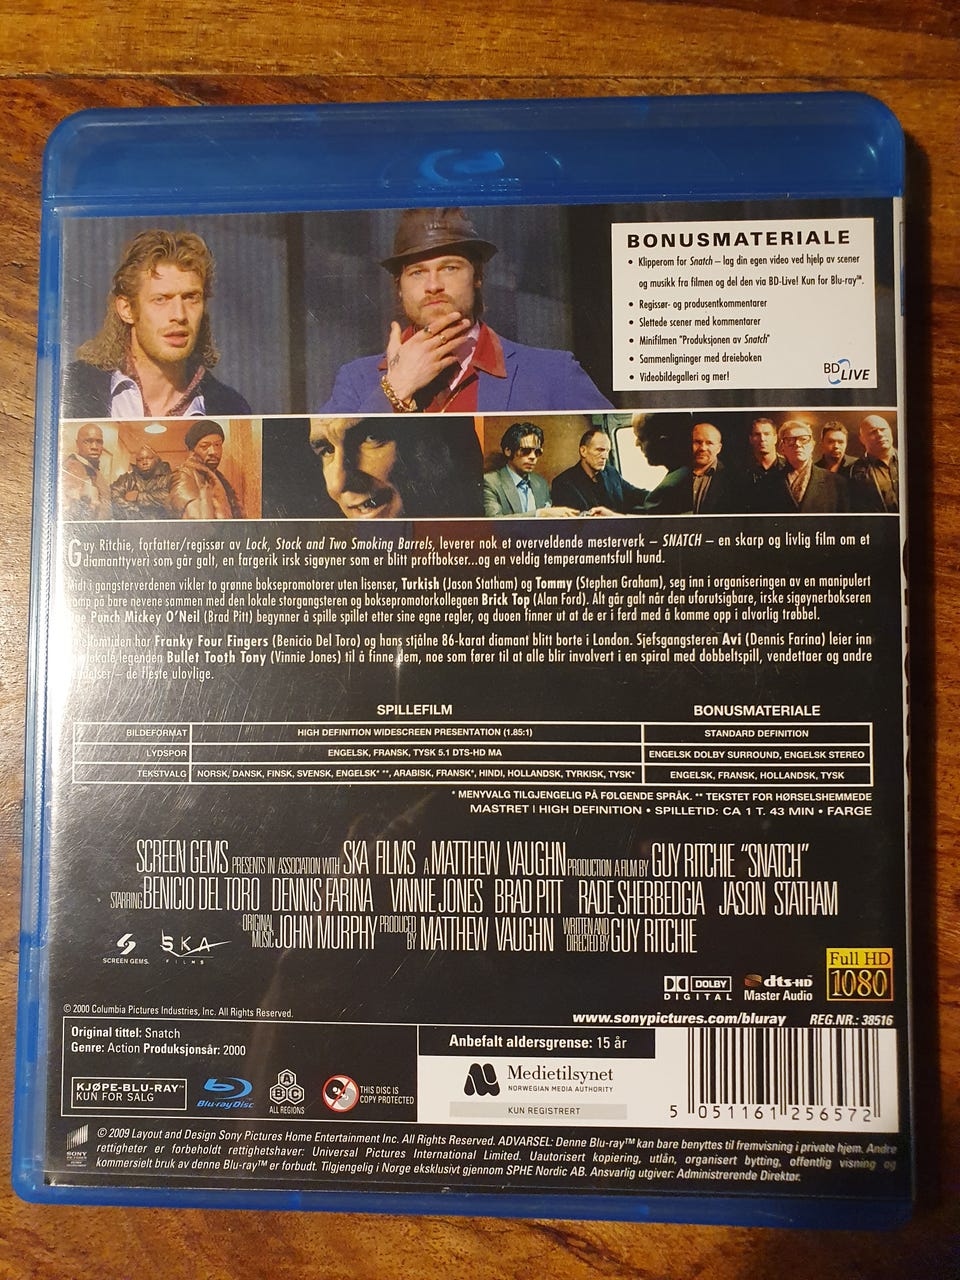 BONUSMATERIALE
• Klipperom for Snatch – lag din egen video ved hjelp av scener
og musikk fra filmen og del den via BD-Live! Kun for Blu-ray™.
• Regissør- og produsentkommentarer
• Slettede scener med kommentarer
• Minifilmen "Produksjonen av Snatch"
• Sammenligninger med dreieboken
• Videobildegalleri og mer!
BD LIVE
Guy Ritchie, forfatter/regissør av Lock, Stock and Two Smoking Barrels, leverer nok et overveldende mesterverk – SNATCH – en skarp og livlig film om et
diamanttyveri som går galt, en fargerik irsk sigøyner som er blitt proffbokser...og en veldig temperamentsfull hund.
Midt i gangsterverdenen vikler to grønne boksepromotorer uten lisenser, Turkish (Jason Statham) og Tommy (Stephen Graham), seg inn i organiseringen av en manipulert
på bare nevene sammen med den lokale storgangsteren og boksepromotorkollegaen Brick Top (Alan Ford). Alt går galt når den uforutsigbare, irske sigøynerbokseren
Punch Mickey O'Neil (Brad Pitt) begynner å spille spillet etter sine egne regler, og duoen finner ut at de er i ferd med å komme opp i alvorlig trøbbel.
har Franky Four Fingers (Benicio Del Toro) og hans stjålne 86-karat diamant blitt borte i London. Sjefsgangsteren Avi (Dennis Farina) leier inn
legenden Bullet Tooth Tony (Vinnie Jones) til å finne dem, noe som fører til at alle blir involvert i en spiral med dobbeltspill, vendettaer og andre
– de fleste ulovlige.
SPILLEFILM BONUSMATERIALE
BILDEFORMAT HIGH DEFINITION WIDESCREEN PRESENTATION (1.85:1) STANDARD DEFINITION
LYDSPOR ENGELSK, FRANSK, TYSK 5.1 DTS-HD MA ENGELSK DOLBY SURROUND, ENGELSK STEREO
TEKSTVALG NORSK, DANSK, FINSK, SVENSK, ENGELSK* **, ARABISK, FRANSK*, HINDI, HOLLANDSK, TYRKISK, TYSK* ENGELSK, FRANSK, HOLLANDSK, TYSK
* MENYVALG TILGJENGELIG PÅ FØLGENDE SPRÅK. ** TEKSTET FOR HØRSELSHEMMEDE
MASTRET I HIGH DEFINITION • SPILLETID: CA 1 T. 43 MIN • FARGE
SCREEN GEMS PRESENTS IN ASSOCIATION WITH SKA FILMS A MATTHEW VAUGHN PRODUCTION A FILM BY GUY RITCHIE "SNATCH"
STARRING BENICIO DEL TORO DENNIS FARINA VINNIE JONES BRAD PITT RADE SHERBEDGIA JASON STATHAM
ORIGINAL MUSIC JOHN MURPHY PRODUCED BY MATTHEW VAUGHN WRITTEN AND DIRECTED BY GUY RITCHIE
SCREEN GEMS. SKA FILMS
DOLBY DIGITAL dts-HD Master Audio Full HD 1080
© 2000 Columbia Pictures Industries, Inc. All Rights Reserved.
www.sonypictures.com/bluray REG.NR.: 38516
Original tittel: Snatch
Genre: Action Produksjonsår: 2000
KJØPE-BLU-RAY™
KUN FOR SALG
Blu-ray Disc
A B C
ALL REGIONS
THIS DISC IS
COPY PROTECTED
Anbefalt aldersgrense: 15 år
Medietilsynet
NORWEGIAN MEDIA AUTHORITY
KUN REGISTRERT
5 051161 256572
SONY
© 2009 Layout and Design Sony Pictures Home Entertainment Inc. All Rights Reserved. ADVARSEL: Denne Blu-ray™ kan bare benyttes til fremvisning i private hjem. Andre
rettigheter er forbeholdt rettighetshaver: Universal Pictures International Limited. Uautorisert kopiering, utlån, organisert bytting, offentlig visning og
kommersielt bruk av denne Blu-ray™ er forbudt. Tilgjengelig i Norge eksklusivt gjennom SPHE Nordic AB. Ansvarlig utgiver: Administrerende Direktør.